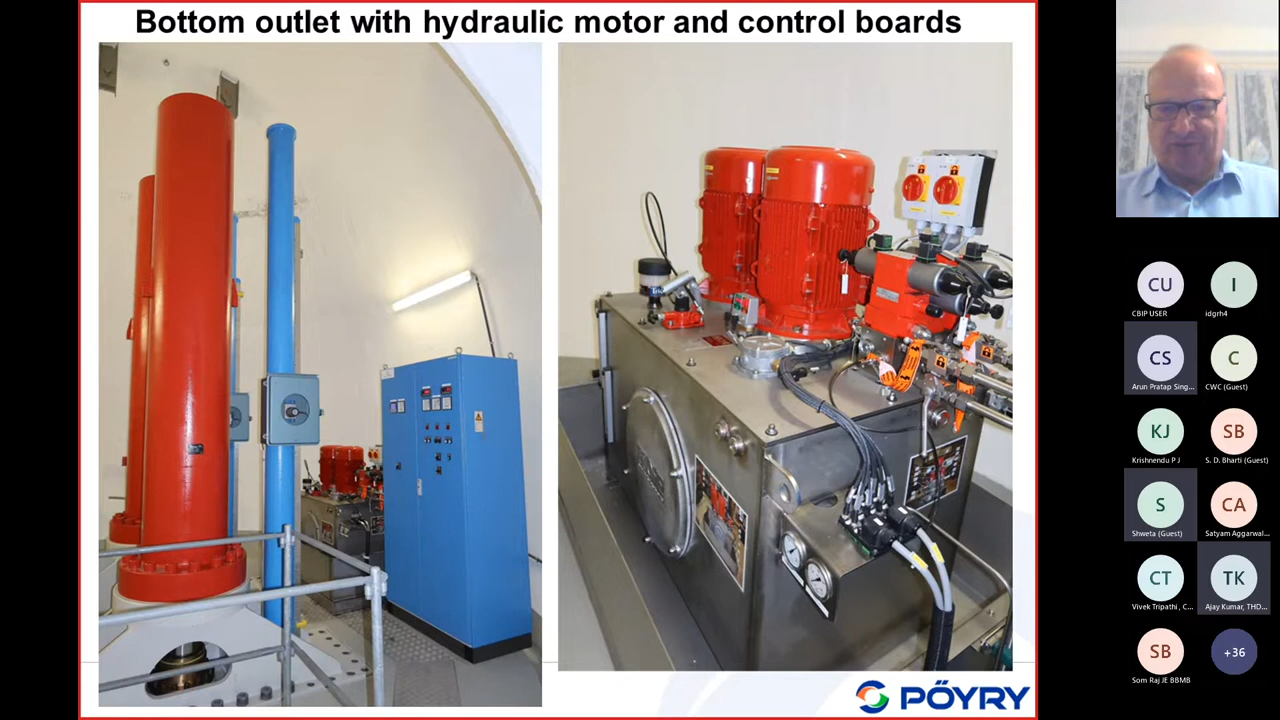 Bottom outlet with hydraulic motor and control boards
PÖYRY
CU
CBIP USER
I
idgrh4
CS
Arun Pratap Sing...
C
CWC (Guest)
KJ
Krishnendu P J
SB
S. D. Bharti (Guest)
S
Shweta (Guest)
CA
Satyam Aggarwal...
CT
Vivek Tripathi , C...
TK
Ajay Kumar, THD...
SB
Som Raj JE BBMB
+36